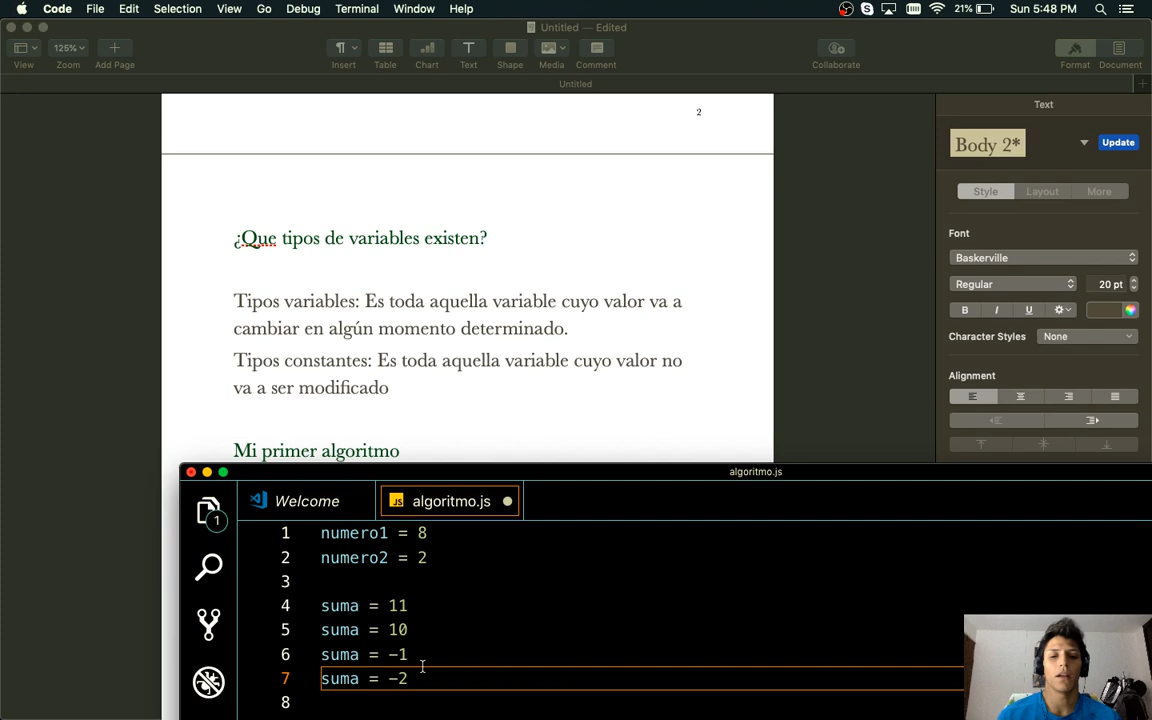 Code File Edit Selection View Go Debug Terminal Window Help 21% Sun 5:48 PM
Untitled — Edited
125%
View Zoom Add Page Insert Table Chart Text Shape Media Comment Collaborate Format Document
Untitled
Text
2
Body 2* Update
Style Layout More
¿Que tipos de variables existen?
Font
Baskerville
Regular 20 pt
Tipos variables: Es toda aquella variable cuyo valor va a
cambiar en algún momento determinado.
B I U
Character Styles None
Tipos constantes: Es toda aquella variable cuyo valor no
va a ser modificado
Alignment
Mi primer algoritmo
algoritmo.js
Welcome
JS algoritmo.js
1
1 numero1 = 8
2 numero2 = 2
3
4 suma = 11
5 suma = 10
6 suma = -1
7 suma = -2
8